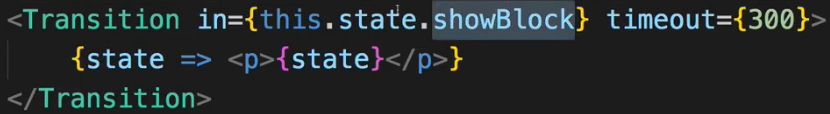 <Transition in={this.state.showBlock} timeout={300}>
{state => <p>{state}</p>}
</Transition>